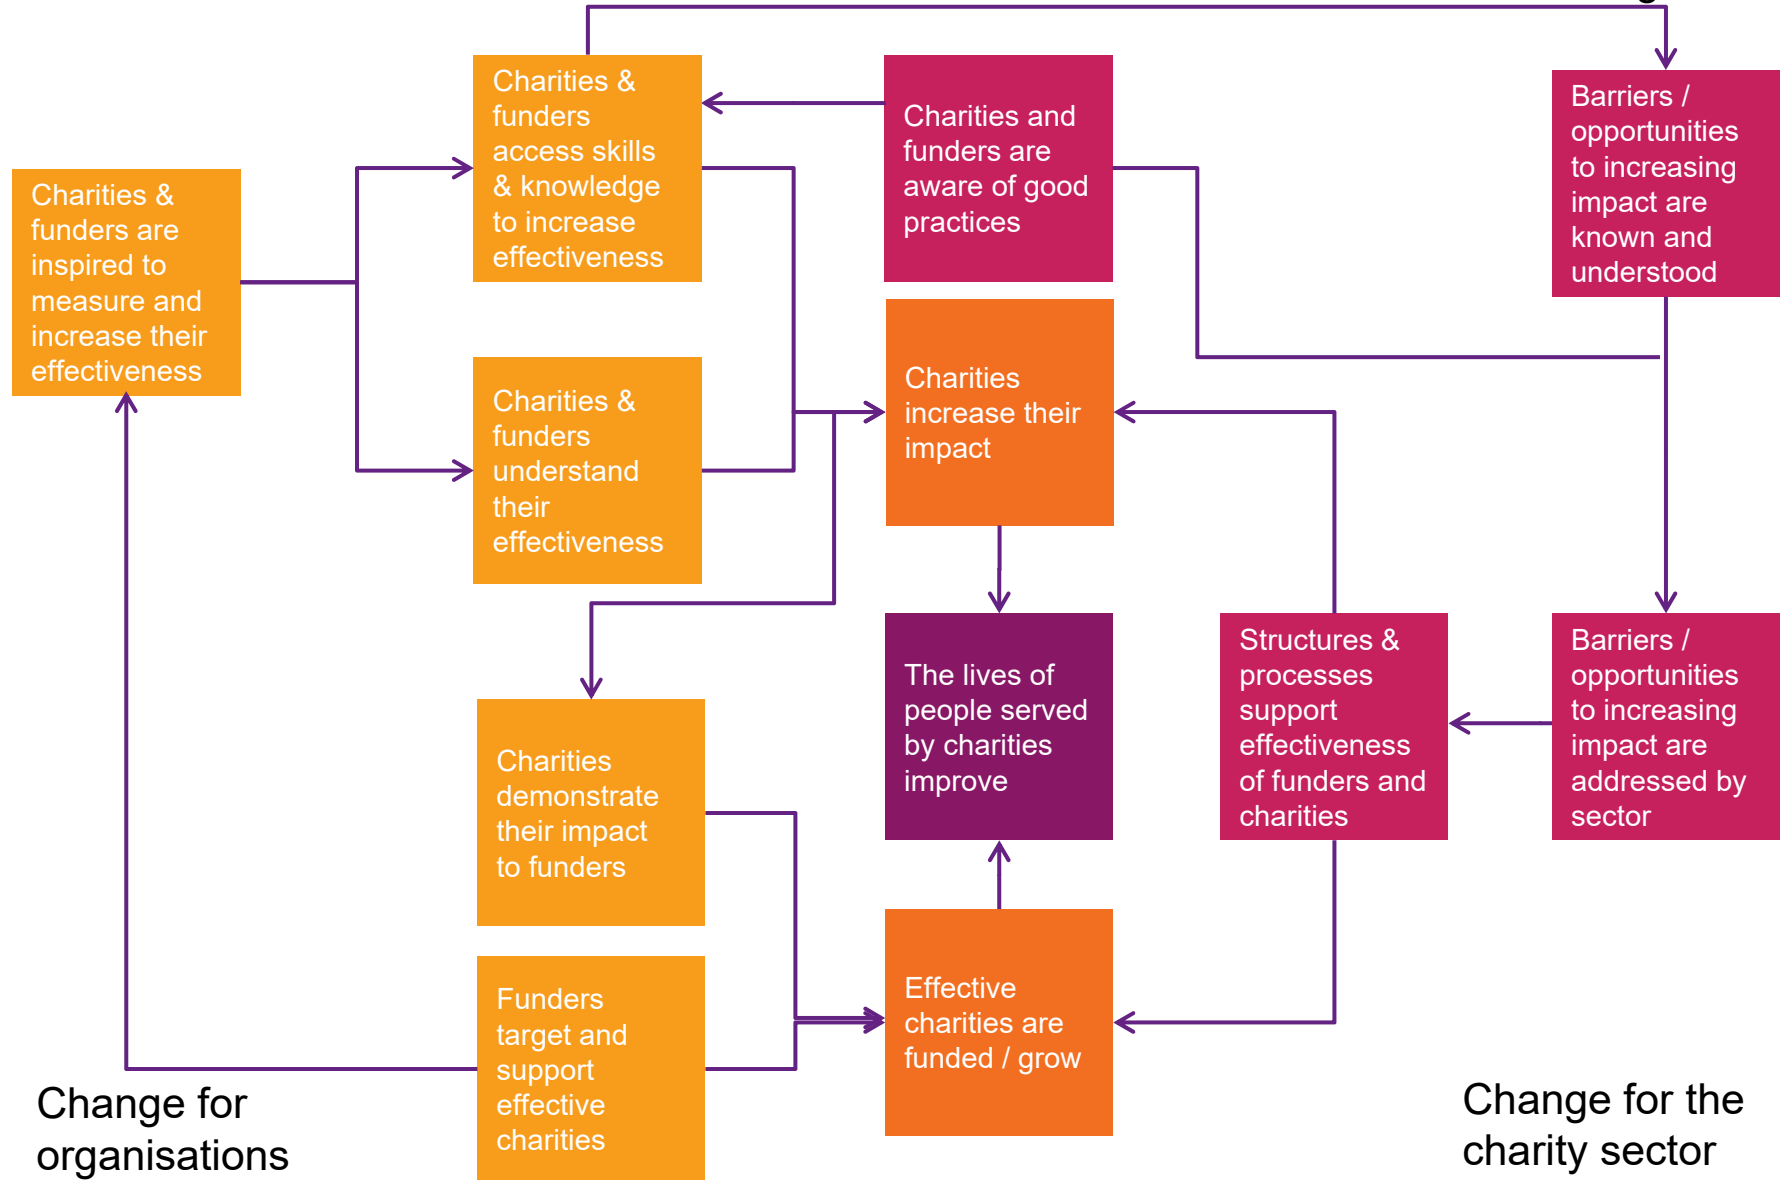 Charities &
funders are
inspired to
measure and
increase their
effectiveness
Charities &
funders
access skills
& knowledge
to increase
effectiveness
Charities and
funders are
aware of good
practices
Barriers /
opportunities
to increasing
impact are
known and
understood
Charities &
funders
understand
their
effectiveness
Charities
increase their
impact
Charities
demonstrate
their impact
to funders
The lives of
people served
by charities
improve
Structures &
processes
support
effectiveness
of funders and
charities
Barriers /
opportunities
to increasing
impact are
addressed by
sector
Funders
target and
support
effective
charities
Effective
charities are
funded / grow
Change for
organisations
Change for the
charity sector